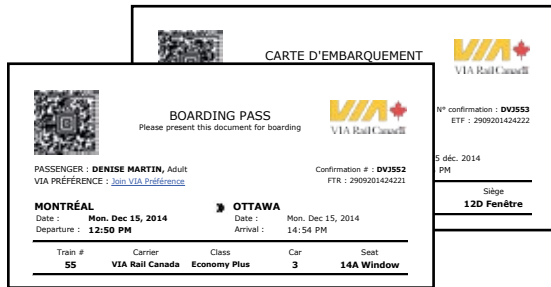 CARTE D'EMBARQUEMENT
VIA Rail Canada
N° confirmation : DVJ553
ETF : 2909201424222
5 déc. 2014
PM
Siège
12D Fenêtre
BOARDING PASS
Please present this document for boarding
VIA Rail Canada
PASSENGER : DENISE MARTIN, Adult
Confirmation # : DVJ552
VIA PRÉFÉRENCE : Join VIA Préférence
FTR : 2909201424221
MONTRÉAL OTTAWA
Date : Mon. Dec 15, 2014 Date : Mon. Dec 15, 2014
Departure : 12:50 PM Arrival : 14:54 PM
Train # Carrier Class Car Seat
55 VIA Rail Canada Economy Plus 3 14A Window